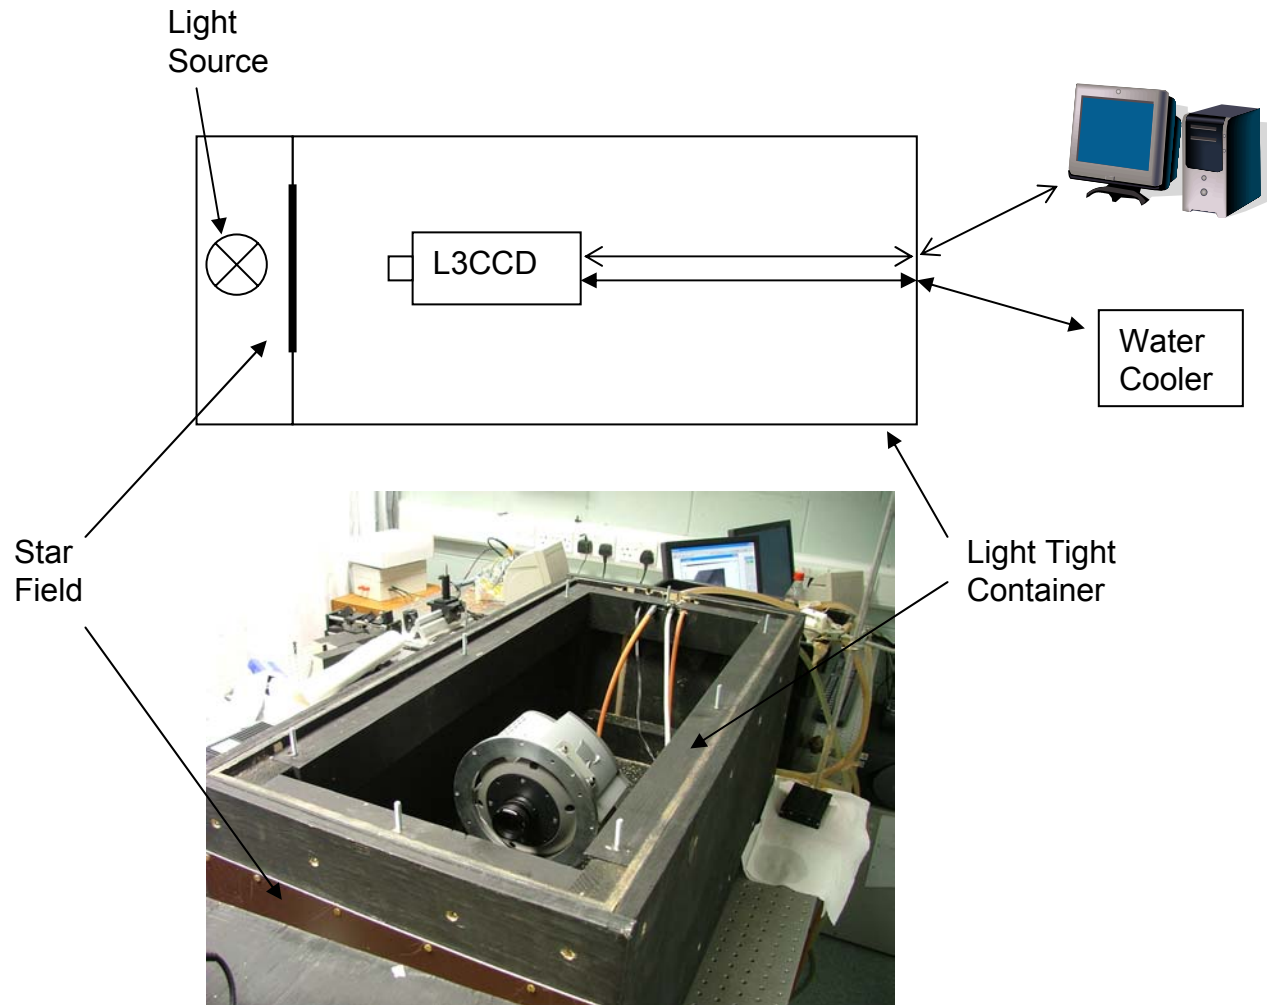 Light
Source
L3CCD
Water
Cooler
Star
Field
Light Tight
Container